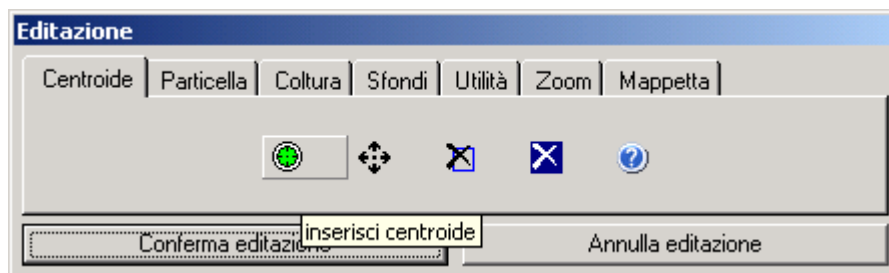 Editazione
Centroide Particella Coltura Sfondi Utilità Zoom Mappetta
inserisci centroide
Conferma editazione Annulla editazione